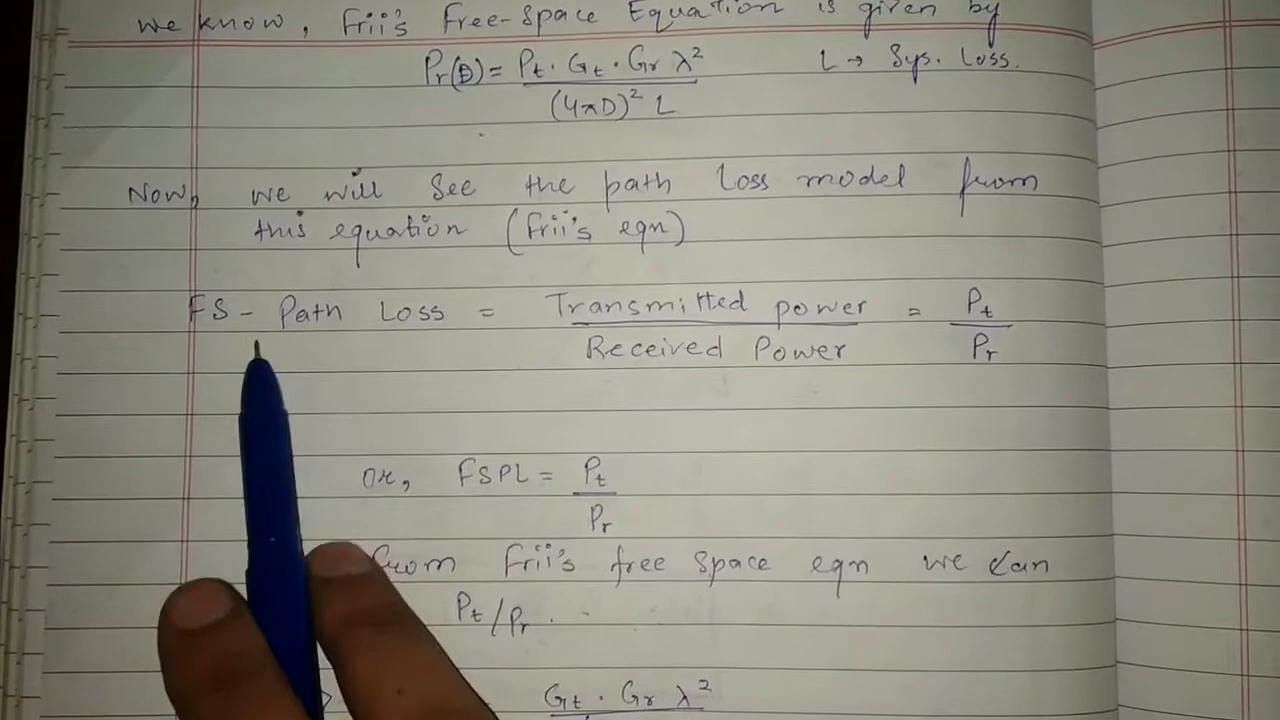 We know, Frii's Free-Space Equation is given by
Pr(D) = Pt · Gt · Gr λ² L → Sys. Loss.
(4πD)² L
Now, we will see the path loss model from
this equation (Frii's eqn)
FS - Path Loss = Transmitted power = Pt
Received Power Pr
or, FSPL = Pt
Pr
from Frii's free space eqn we can
Pt/Pr.
Gt · Gr λ²